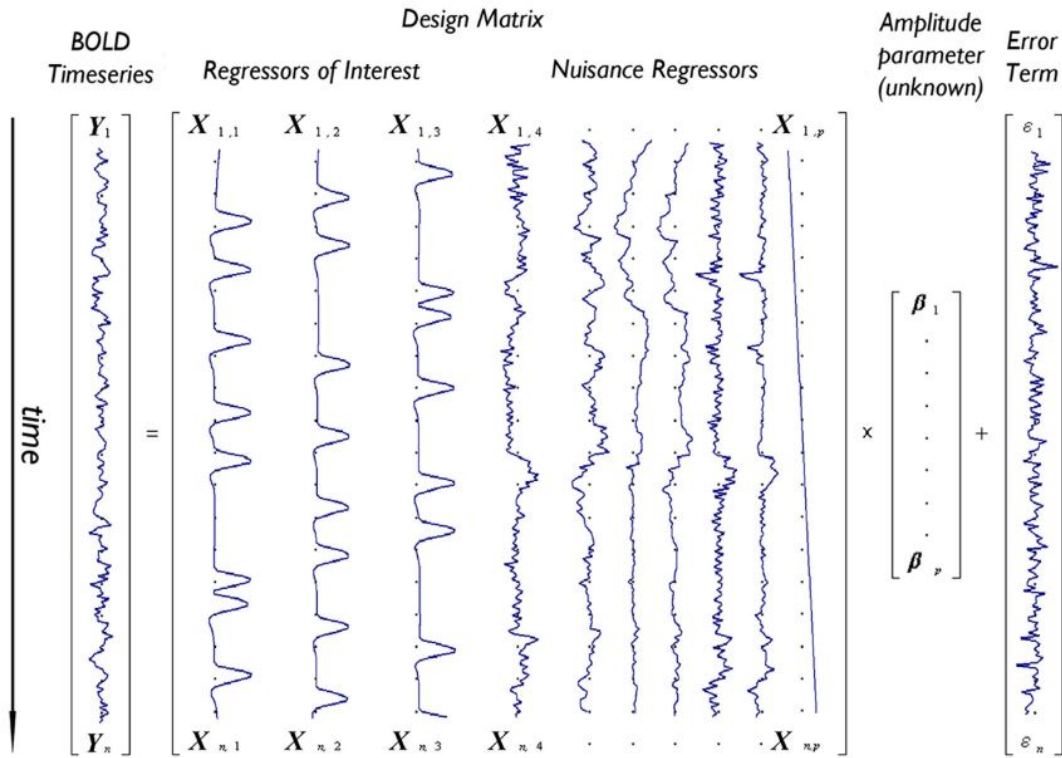 Design Matrix
BOLD
Timeseries
Regressors of Interest
Nuisance Regressors
Amplitude
parameter
(unknown)
Error
Term
Y1 X1,1 X1,2 X1,3 X1,4 X1,p ε1
time
= x β1 βp +
Yn Xn,1 Xn,2 Xn,3 Xn,4 Xn,p εn